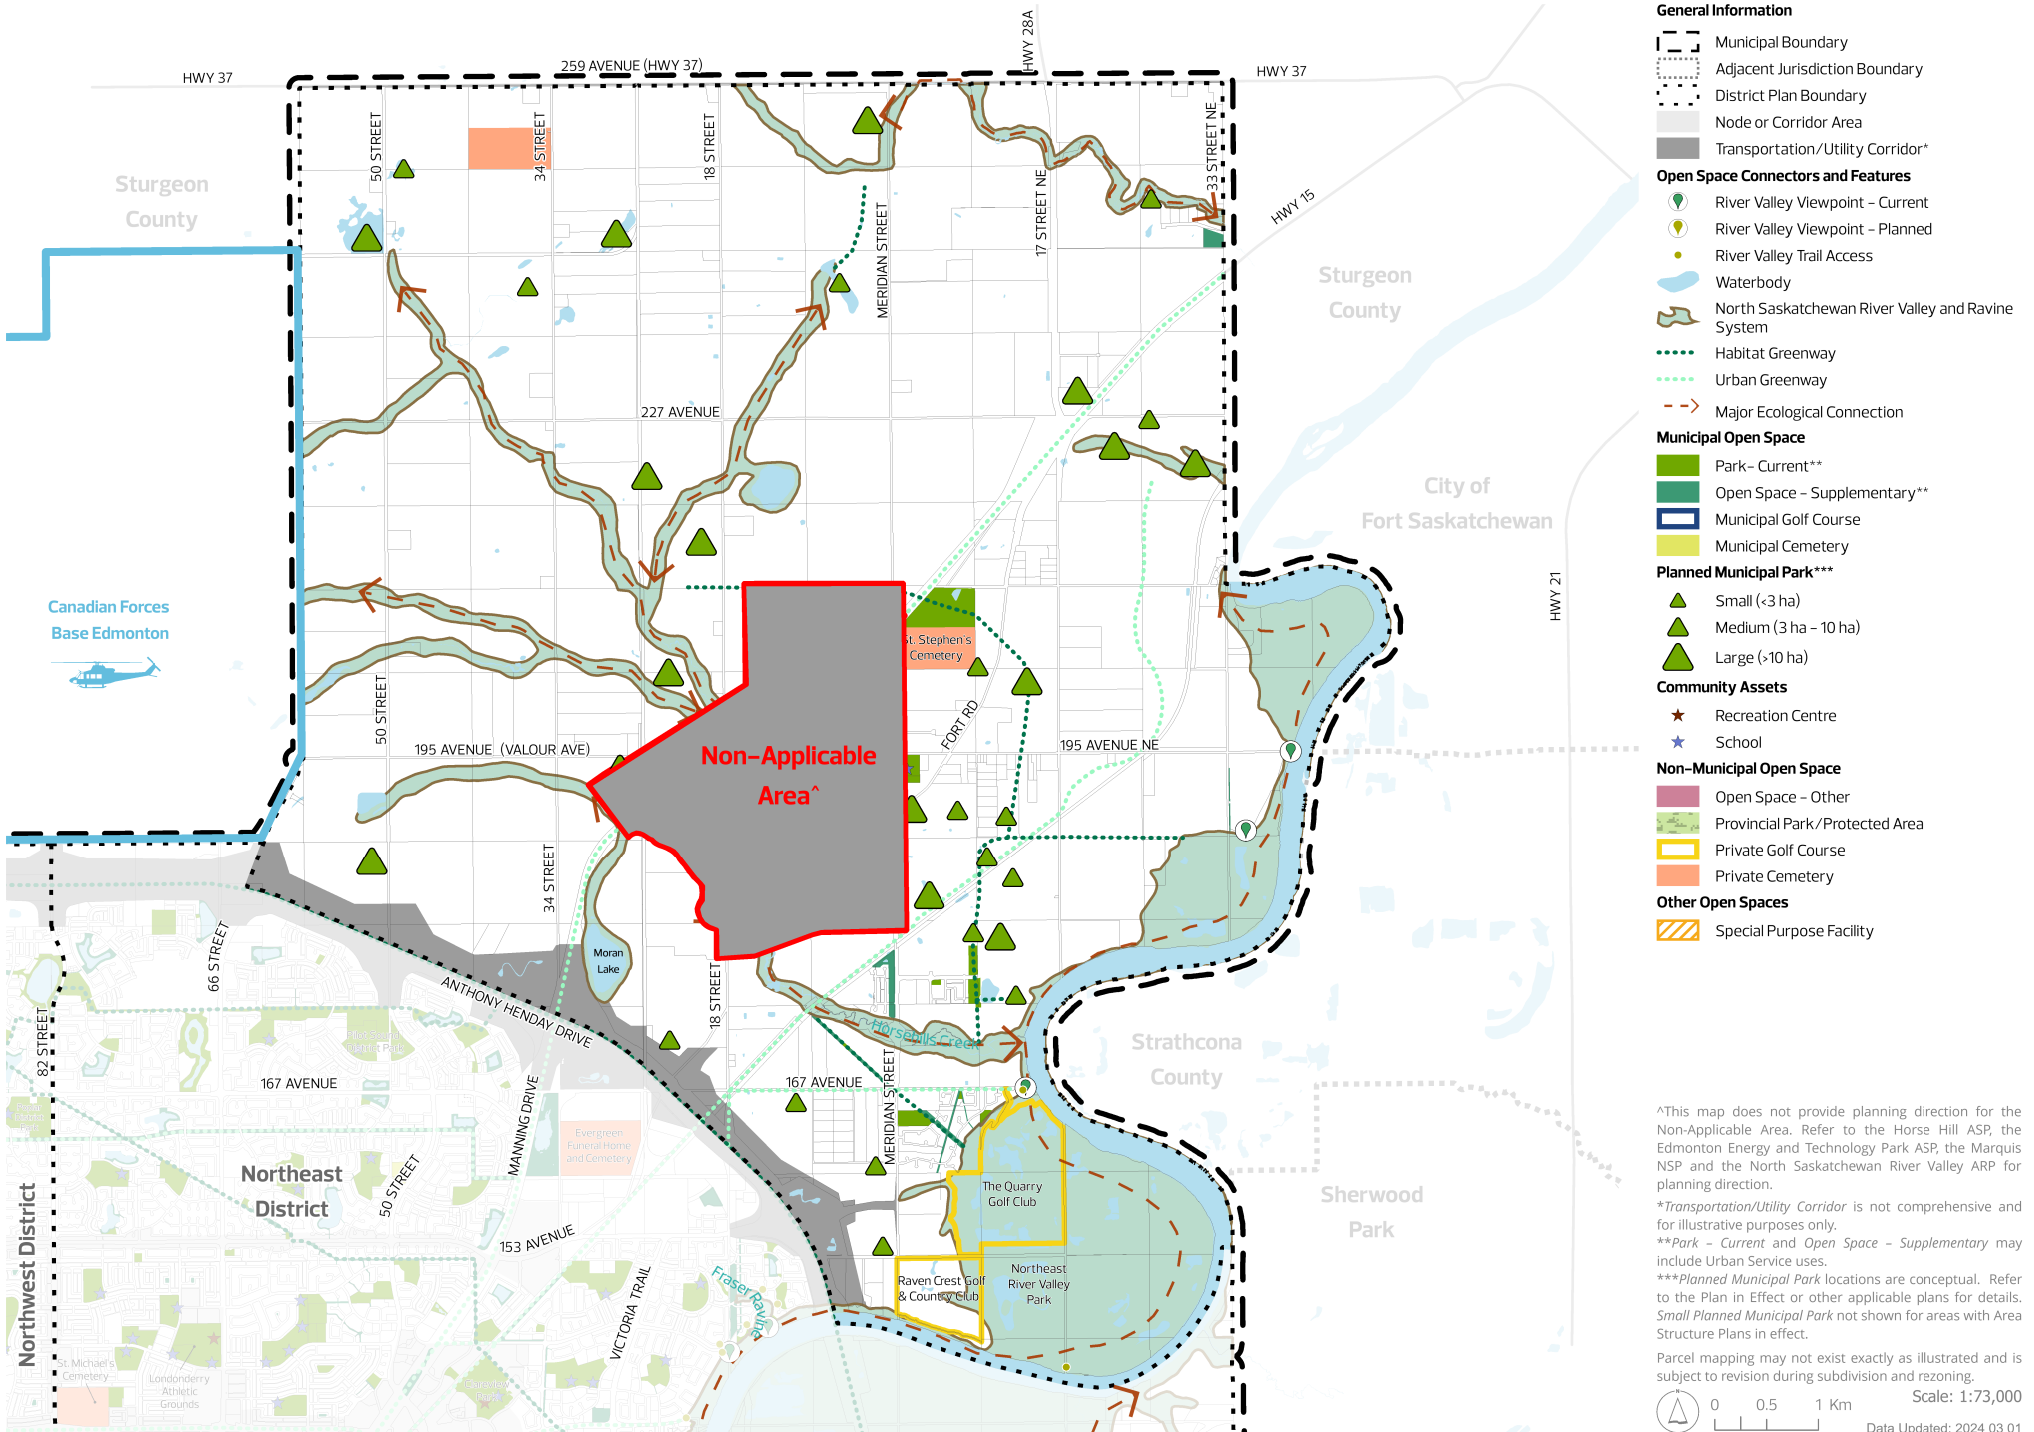 HWY 37
259 AVENUE (HWY 37)
HWY 28A
HWY 37
50 STREET
34 STREET
18 STREET
MERIDIAN STREET
17 STREET NE
33 STREET NE
HWY 15
Sturgeon
County
Sturgeon
County
227 AVENUE
City of
Fort Saskatchewan
HWY 21
Canadian Forces
Base Edmonton
St. Stephen's
Cemetery
50 STREET
195 AVENUE (VALOUR AVE)
FORT RD
195 AVENUE NE
Non-Applicable
Area^
34 STREET
Moran
Lake
18 STREET
66 STREET
82 STREET
ANTHONY HENDAY DRIVE
Horsehills Creek
Strathcona
County
District Park
167 AVENUE
MANNING DRIVE
167 AVENUE
MERIDIAN STREET
Evergreen
Funeral Home
and Cemetery
Northeast
District
50 STREET
153 AVENUE
The Quarry
Golf Club
Sherwood
Park
Northwest District
VICTORIA TRAIL
Fraser Ravine
Raven Crest Golf
& Country Club
Northeast
River Valley
Park
St. Michael's
Cemetery
Londonderry
Athletic
Grounds
General Information
Municipal Boundary
Adjacent Jurisdiction Boundary
District Plan Boundary
Node or Corridor Area
Transportation/Utility Corridor*
Open Space Connectors and Features
River Valley Viewpoint - Current
River Valley Viewpoint - Planned
River Valley Trail Access
Waterbody
North Saskatchewan River Valley and Ravine
System
Habitat Greenway
Urban Greenway
Major Ecological Connection
Municipal Open Space
Park- Current**
Open Space - Supplementary**
Municipal Golf Course
Municipal Cemetery
Planned Municipal Park***
Small (<3 ha)
Medium (3 ha - 10 ha)
Large (>10 ha)
Community Assets
Recreation Centre
School
Non-Municipal Open Space
Open Space - Other
Provincial Park/Protected Area
Private Golf Course
Private Cemetery
Other Open Spaces
Special Purpose Facility
^This map does not provide planning direction for the
Non-Applicable Area. Refer to the Horse Hill ASP, the
Edmonton Energy and Technology Park ASP, the Marquis
NSP and the North Saskatchewan River Valley ARP for
planning direction.
*Transportation/Utility Corridor is not comprehensive and
for illustrative purposes only.
**Park - Current and Open Space - Supplementary may
include Urban Service uses.
***Planned Municipal Park locations are conceptual. Refer
to the Plan in Effect or other applicable plans for details.
Small Planned Municipal Park not shown for areas with Area
Structure Plans in effect.
Parcel mapping may not exist exactly as illustrated and is
subject to revision during subdivision and rezoning.
N
0 0.5 1 Km
Scale: 1:73,000
Data Updated: 2024 03 01